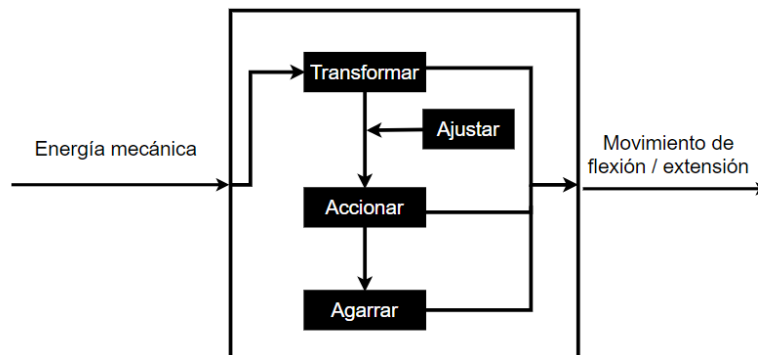 Transformar
Ajustar
Energía mecánica
Movimiento de
flexión / extensión
Accionar
Agarrar